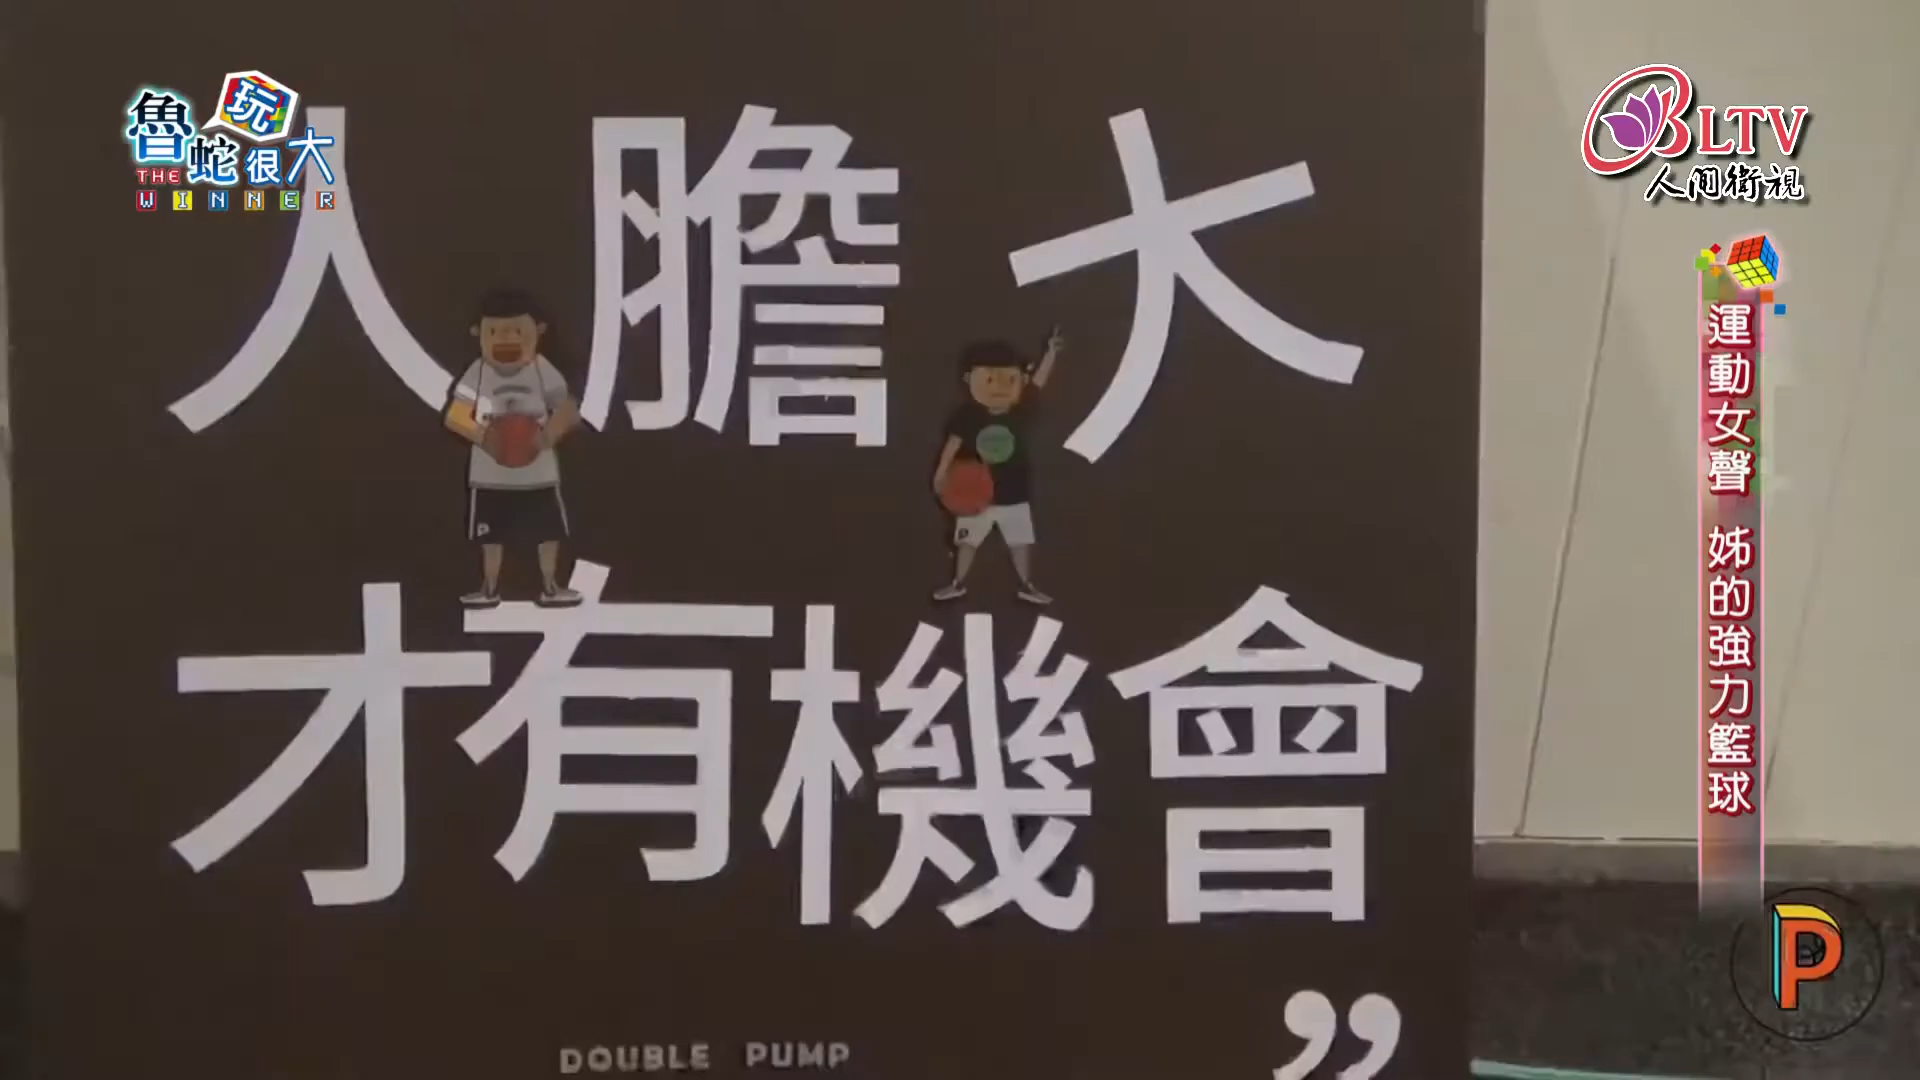 魯蛇玩很大
THE
WINNER
BLTV
人間衛視
人膽大
才有機會
”
DOUBLE PUMP
運動女聲 姊的強力籃球
P